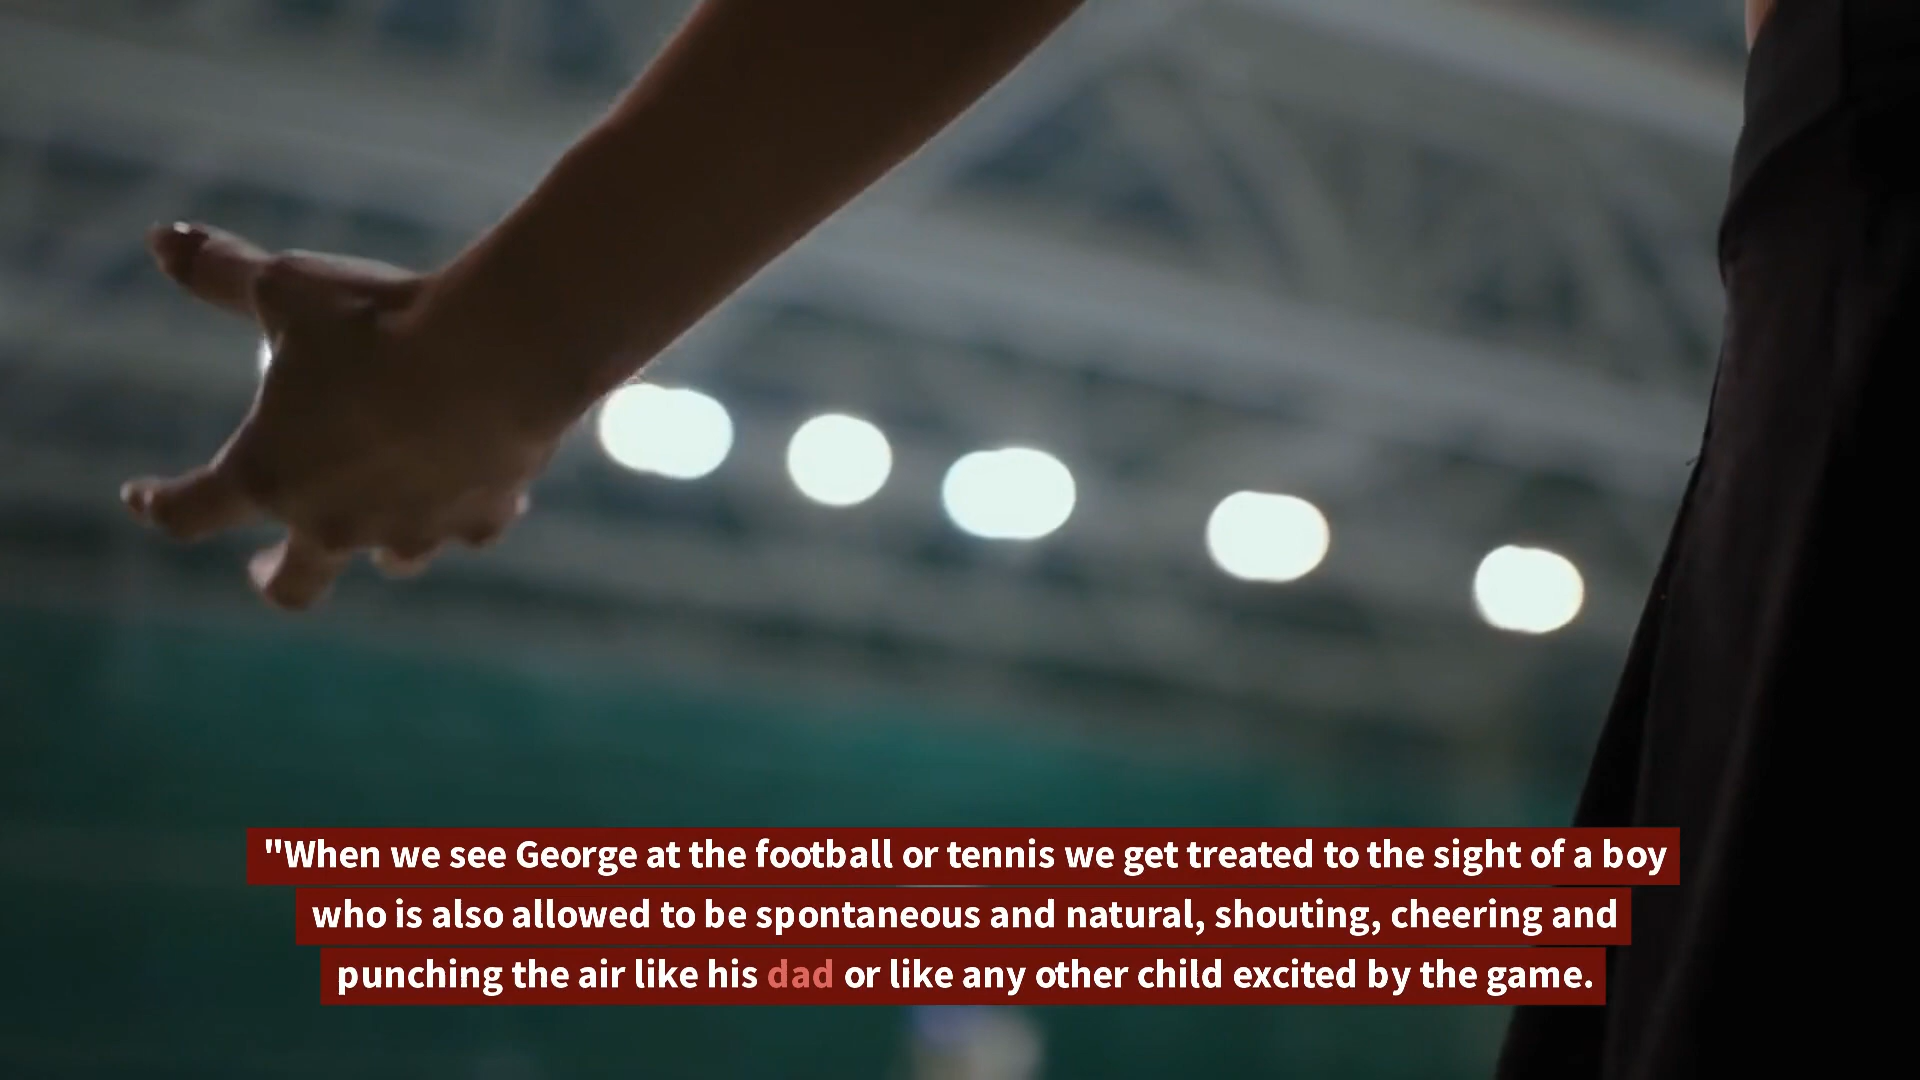 "When we see George at the football or tennis we get treated to the sight of a boy
who is also allowed to be spontaneous and natural, shouting, cheering and
punching the air like his dad or like any other child excited by the game.